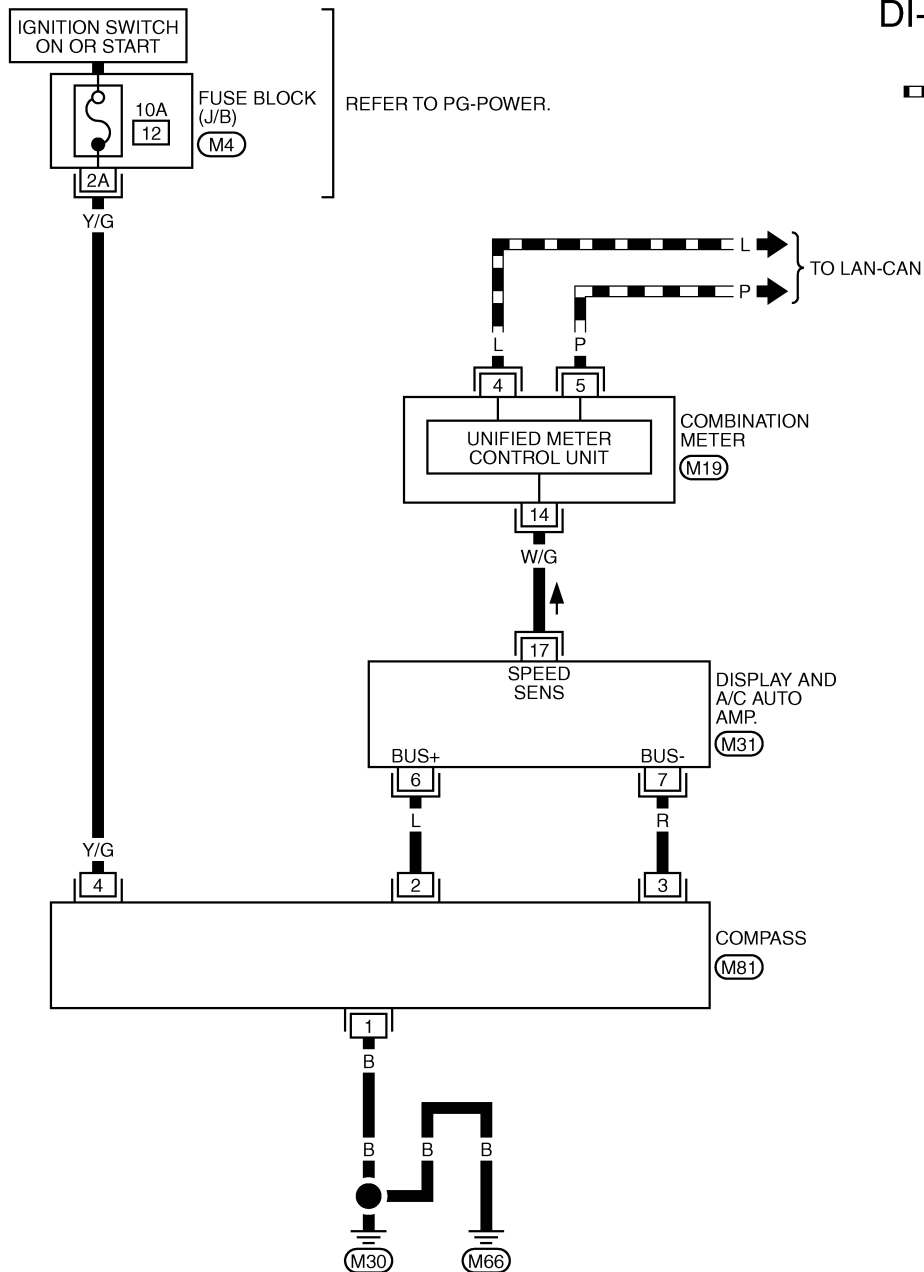 DI-
IGNITION SWITCH
ON OR START
10A
12
FUSE BLOCK
(J/B)
M4
REFER TO PG-POWER.
2A
Y/G
L
P
TO LAN-CAN
L
P
4
5
UNIFIED METER
CONTROL UNIT
COMBINATION
METER
M19
14
W/G
17
SPEED
SENS
DISPLAY AND
A/C AUTO
AMP.
M31
BUS+
BUS-
6
7
L
R
Y/G
4
2
3
COMPASS
M81
1
B
B
B
B
M30
M66